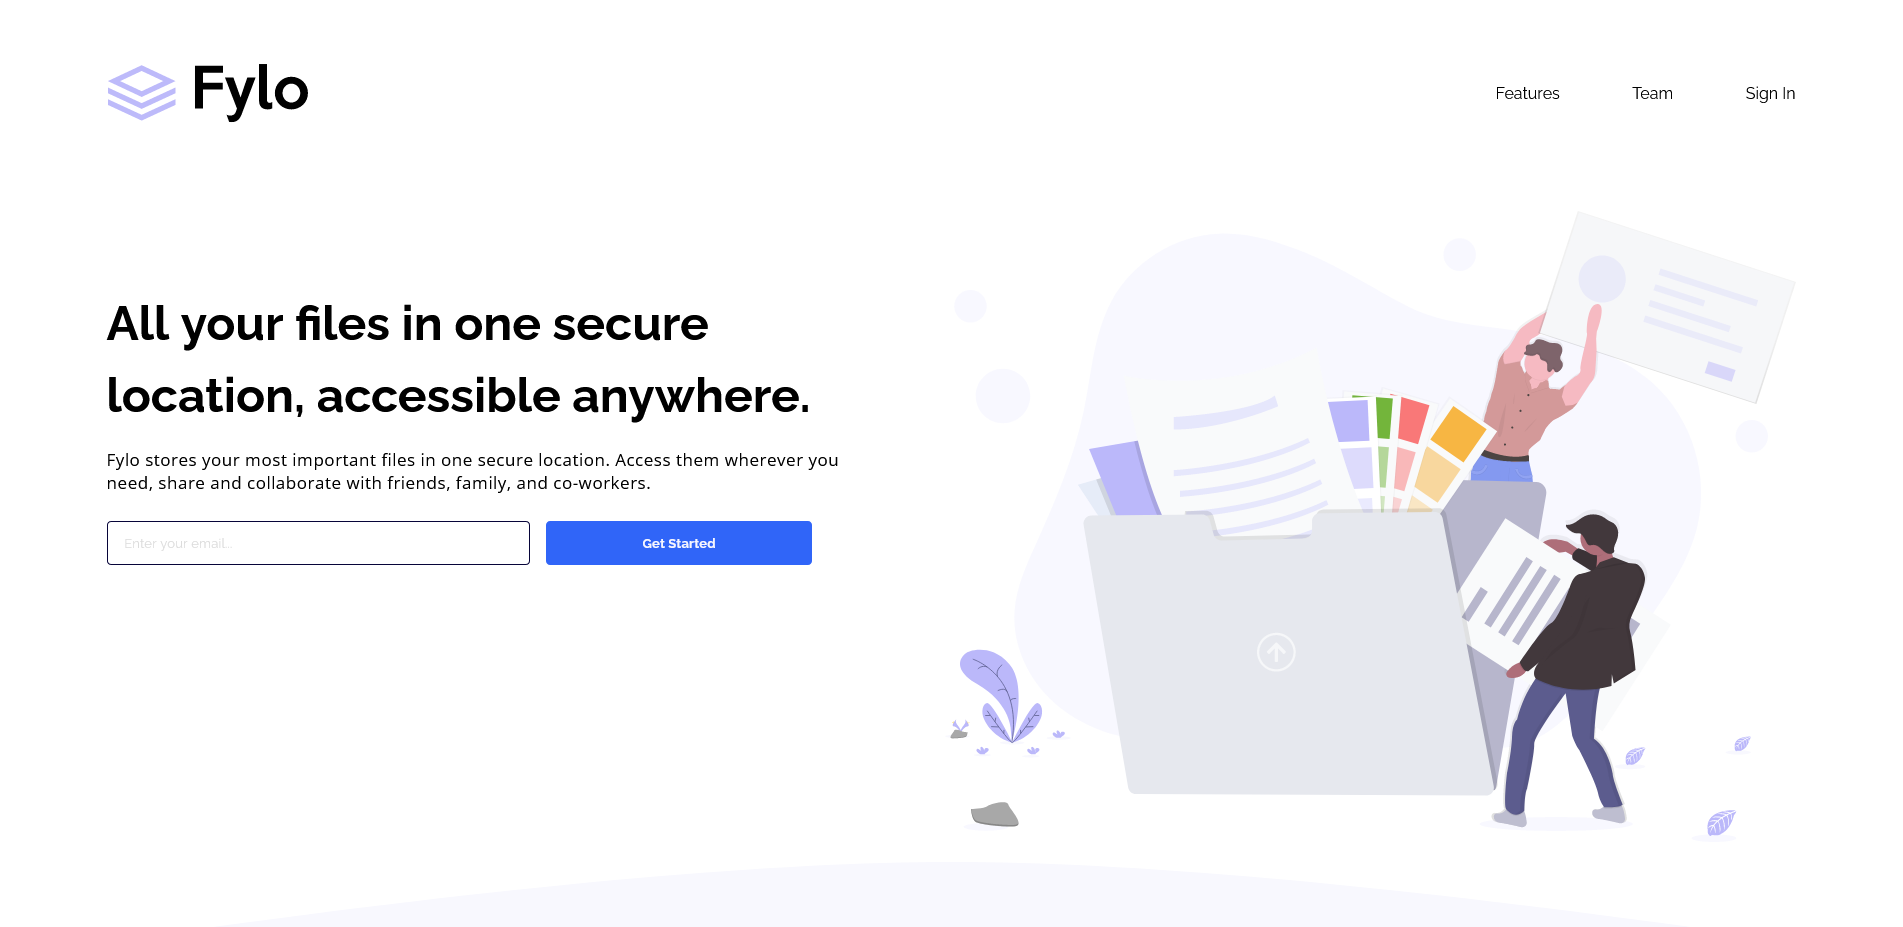 Fylo
Features
Team
Sign In
All your files in one secure
location, accessible anywhere.
Fylo stores your most important files in one secure location. Access them wherever you
need, share and collaborate with friends, family, and co-workers.
Enter your email...
Get Started